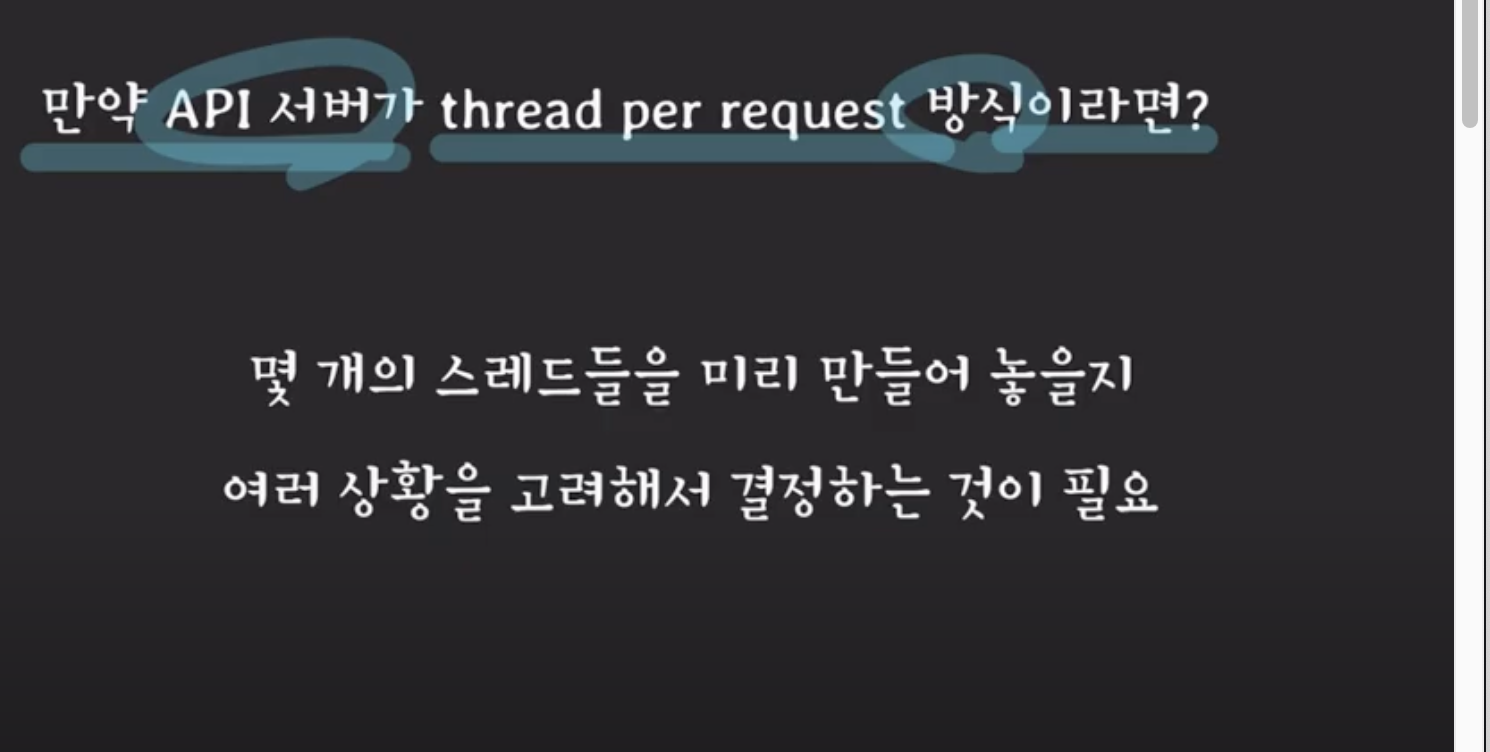 만약 API 서버가 thread per request 방식이라면?
몇 개의 스레드들을 미리 만들어 놓을지
여러 상황을 고려해서 결정하는 것이 필요